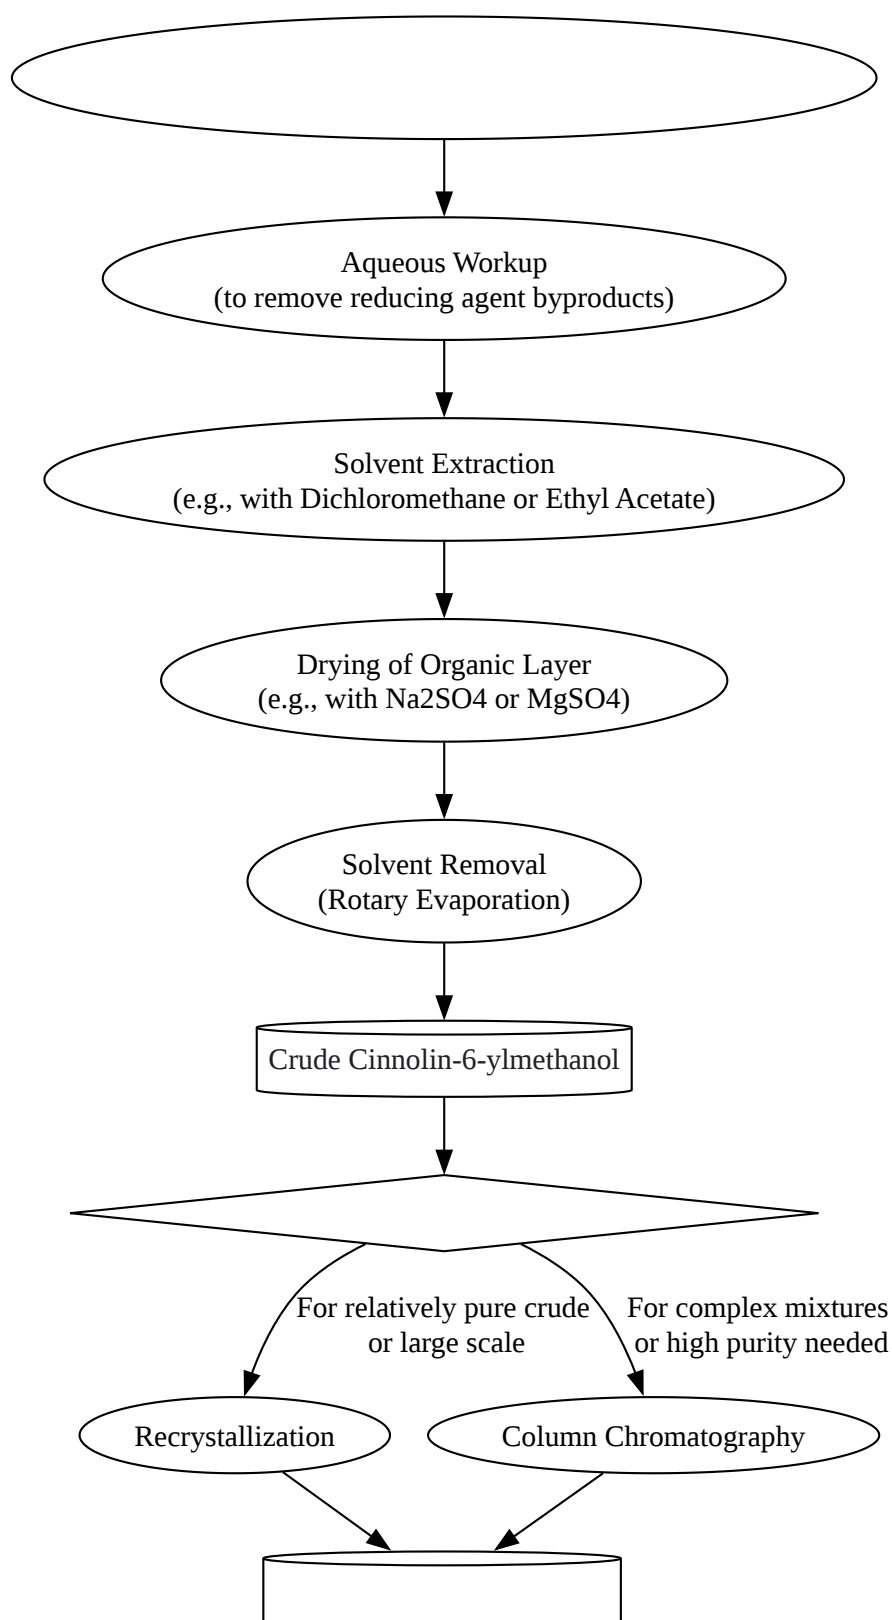 Aqueous Workup
(to remove reducing agent byproducts)
Solvent Extraction
(e.g., with Dichloromethane or Ethyl Acetate)
Drying of Organic Layer
(e.g., with Na2SO4 or MgSO4)
Solvent Removal
(Rotary Evaporation)
Crude Cinnolin-6-ylmethanol
For relatively pure crude
or large scale
For complex mixtures
or high purity needed
Recrystallization
Column Chromatography